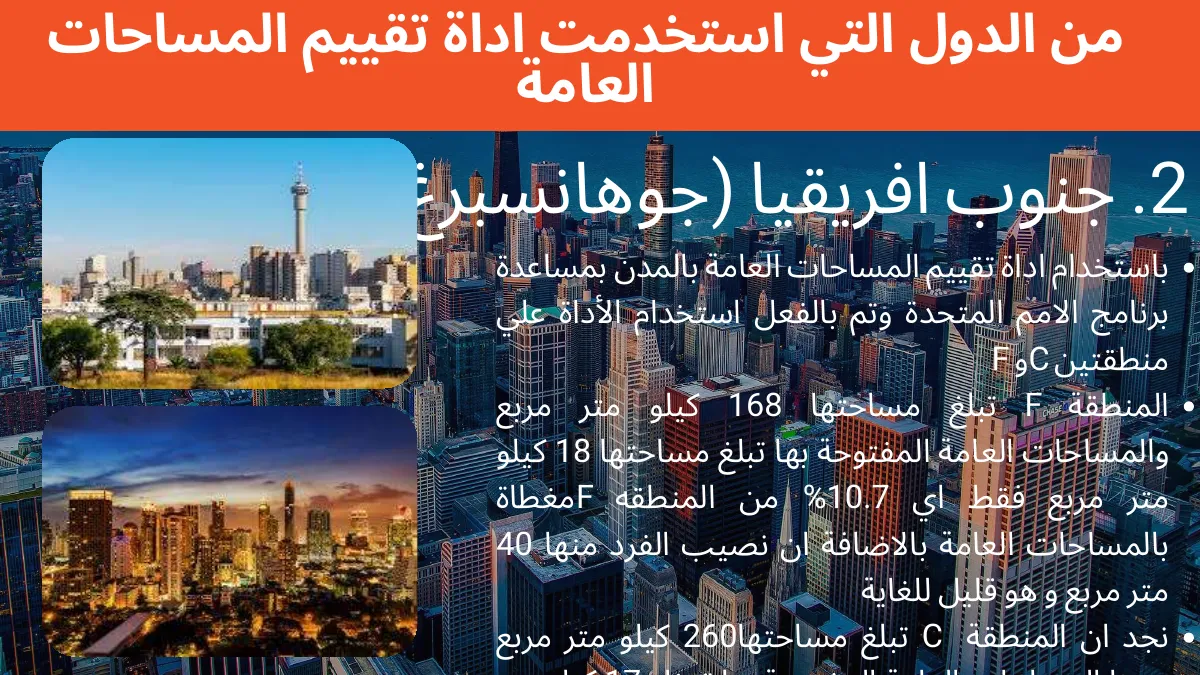 من الدول التي استخدمت اداة تقييم المساحات
العامة
2. جنوب افريقيا (جوهانسبرغ
• باستخدام اداة تقييم المساحات العامة بالمدن بمساعدة
برنامج الامم المتحدة وتم بالفعل استخدام الأداة علي
منطقتين Cو F
• المنطقة F تبلغ مساحتها 168 كيلو متر مربع
والمساحات العامة المفتوحة بها تبلغ مساحتها 18 كيلو
متر مربع فقط اي 10.7% من المنطقه Fمغطاة
بالمساحات العامة بالاضافة ان نصيب الفرد منها 40
متر مربع و هو قليل للغاية
• نجد ان المنطقة C تبلغ مساحتها260 كيلو متر مربع